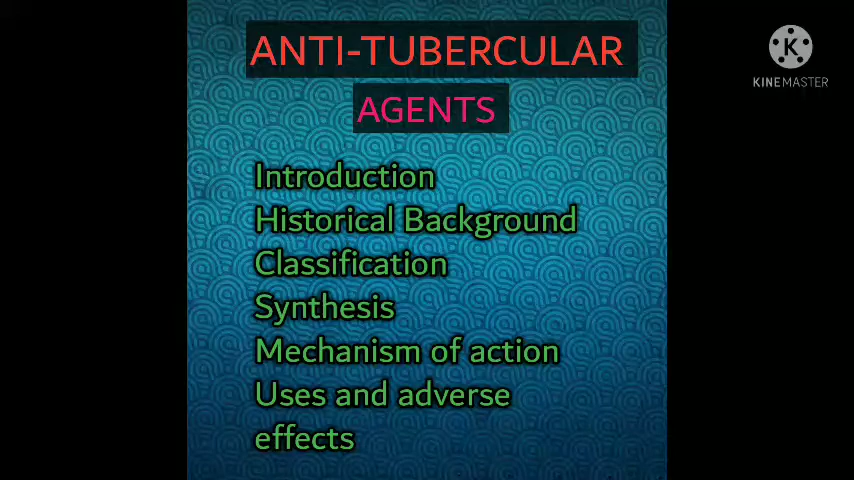 ANTI-TUBERCULAR
AGENTS
Introduction
Historical Background
Classification
Synthesis
Mechanism of action
Uses and adverse
effects
K
KINEMASTER